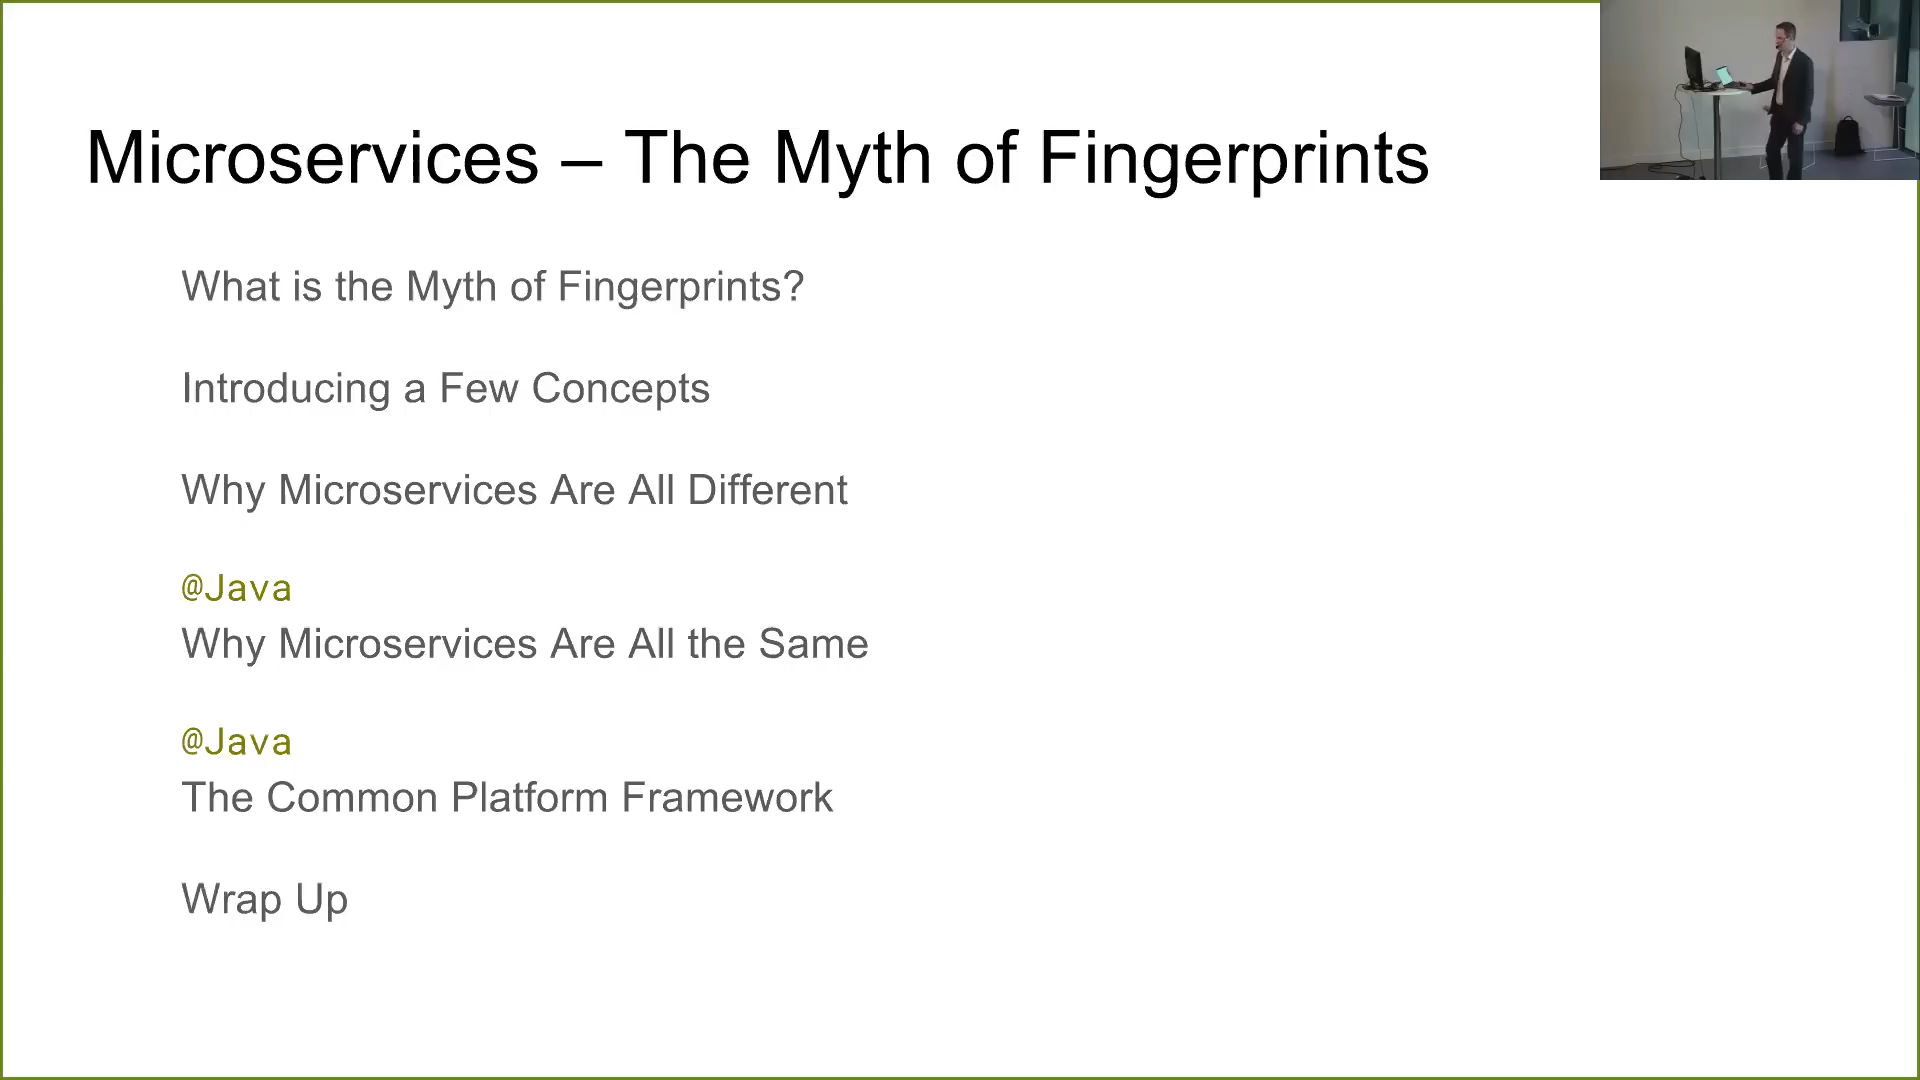 Microservices – The Myth of Fingerprints
What is the Myth of Fingerprints?
Introducing a Few Concepts
Why Microservices Are All Different
@Java
Why Microservices Are All the Same
@Java
The Common Platform Framework
Wrap Up